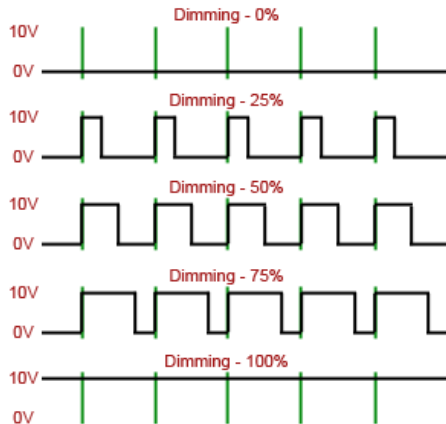 Dimming - 0%
10V
0V
Dimming - 25%
10V
0V
Dimming - 50%
10V
0V
Dimming - 75%
10V
0V
Dimming - 100%
10V
0V